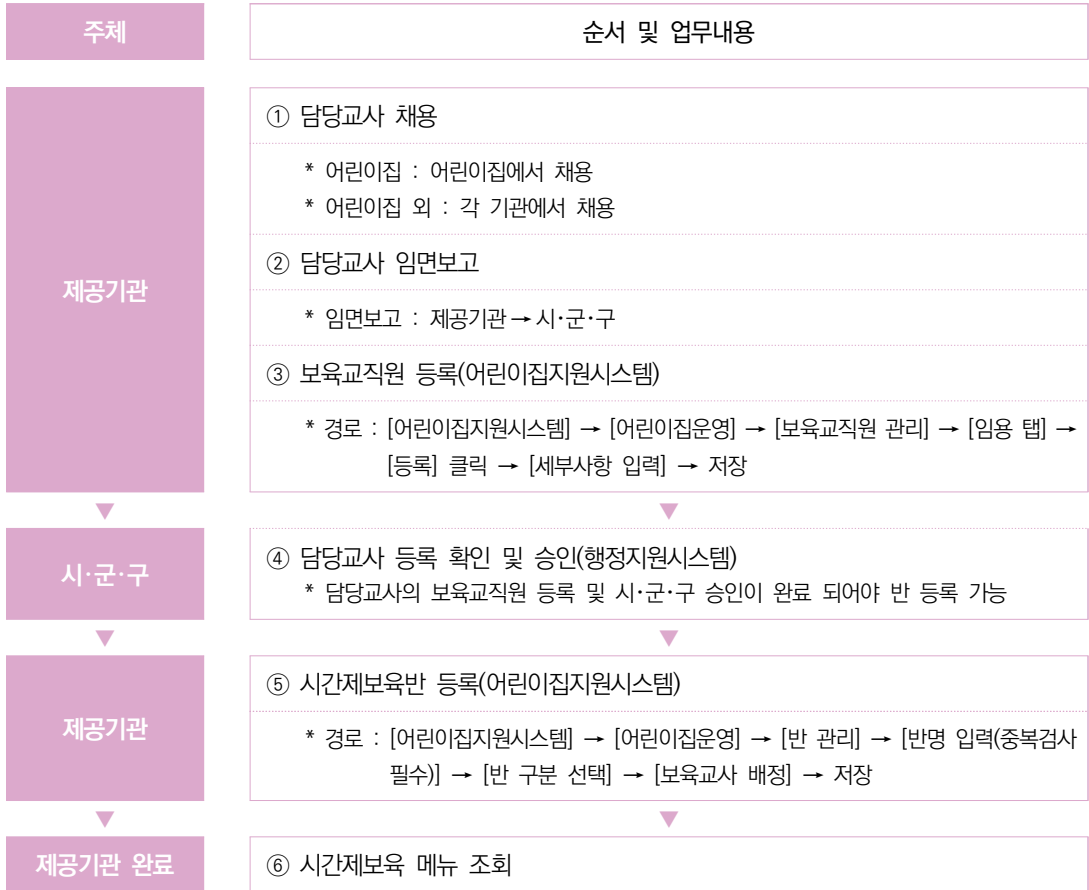 주체
순서 및 업무내용
제공기관
① 담당교사 채용
* 어린이집 : 어린이집에서 채용
* 어린이집 외 : 각 기관에서 채용
② 담당교사 임면보고
* 임면보고 : 제공기관→시·군·구
③ 보육교직원 등록(어린이집지원시스템)
* 경로 : [어린이집지원시스템] → [어린이집운영] → [보육교직원 관리] → [임용 탭] →
[등록] 클릭 → [세부사항 입력] → 저장
▼ ▼
시·군·구
④ 담당교사 등록 확인 및 승인(행정지원시스템)
* 담당교사의 보육교직원 등록 및 시·군·구 승인이 완료 되어야 반 등록 가능
▼ ▼
제공기관
⑤ 시간제보육반 등록(어린이집지원시스템)
* 경로 : [어린이집지원시스템] → [어린이집운영] → [반 관리] → [반명 입력(중복검사
필수)] → [반 구분 선택] → [보육교사 배정] → 저장
▼ ▼
제공기관 완료
⑥ 시간제보육 메뉴 조회